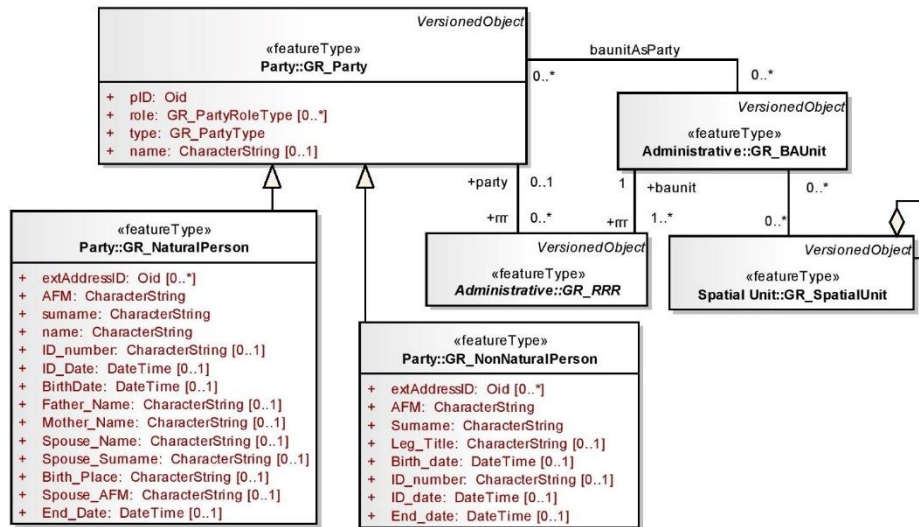 VersionedObject
«featureType»
Party::GR_Party
+ pID: Oid
+ role: GR_PartyRoleType [0..*]
+ type: GR_PartyType
+ name: CharacterString [0..1]
baunitAsParty
0..*
0..*
VersionedObject
«featureType»
Administrative::GR_BAUnit
+party
0..1
1
+baunit
0..*
+rrr
0..*
+rrr
1..*
0..*
VersionedObject
«featureType»
Administrative::GR_RRR
VersionedObject
«featureType»
Spatial Unit::GR_SpatialUnit
«featureType»
Party::GR_NaturalPerson
+ extAddressID: Oid [0..*]
+ AFM: CharacterString
+ surname: CharacterString
+ name: CharacterString
+ ID_number: CharacterString [0..1]
+ ID_Date: DateTime [0..1]
+ BirthDate: DateTime [0..1]
+ Father_Name: CharacterString [0..1]
+ Mother_Name: CharacterString [0..1]
+ Spouse_Name: CharacterString [0..1]
+ Spouse_Surname: CharacterString [0..1]
+ Birth_Place: CharacterString [0..1]
+ Spouse_AFM: CharacterString [0..1]
+ End_Date: DateTime [0..1]
«featureType»
Party::GR_NonNaturalPerson
+ extAddressID: Oid [0..*]
+ AFM: CharacterString
+ Surname: CharacterString
+ Leg_Title: CharacterString [0..1]
+ Birth_date: DateTime [0..1]
+ ID_number: CharacterString [0..1]
+ ID_date: DateTime [0..1]
+ End_date: DateTime [0..1]